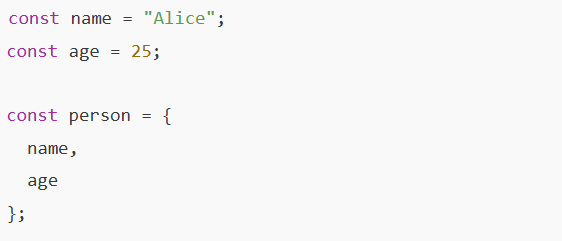 const name = "Alice";
const age = 25;
const person = {
  name,
  age
};